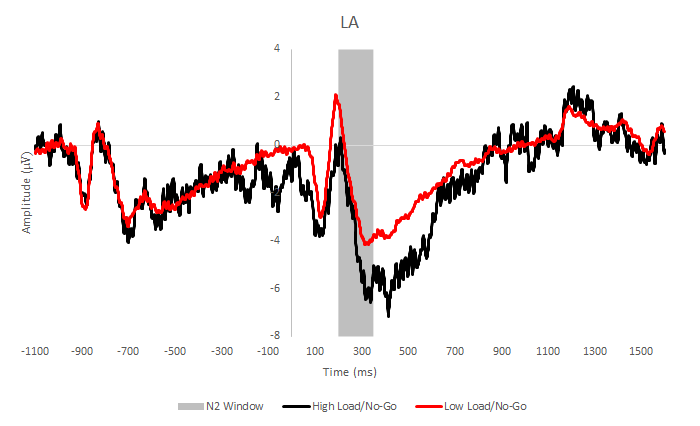 LA
4
2
0
-2
-4
-6
-8
Amplitude (µV)
-1100 -900 -700 -500 -300 -100 100 300 500 700 900 1100 1300 1500
Time (ms)
N2 Window High Load/No-Go Low Load/No-Go